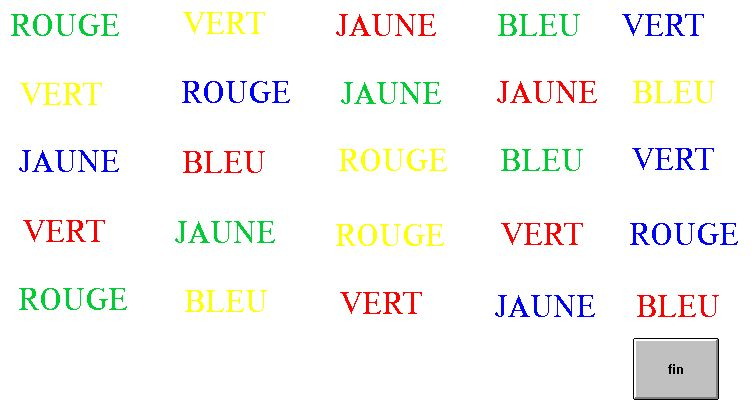 ROUGE VERT JAUNE BLEU VERT
VERT ROUGE JAUNE JAUNE BLEU
JAUNE BLEU ROUGE BLEU VERT
VERT JAUNE ROUGE VERT ROUGE
ROUGE BLEU VERT JAUNE BLEU
fin